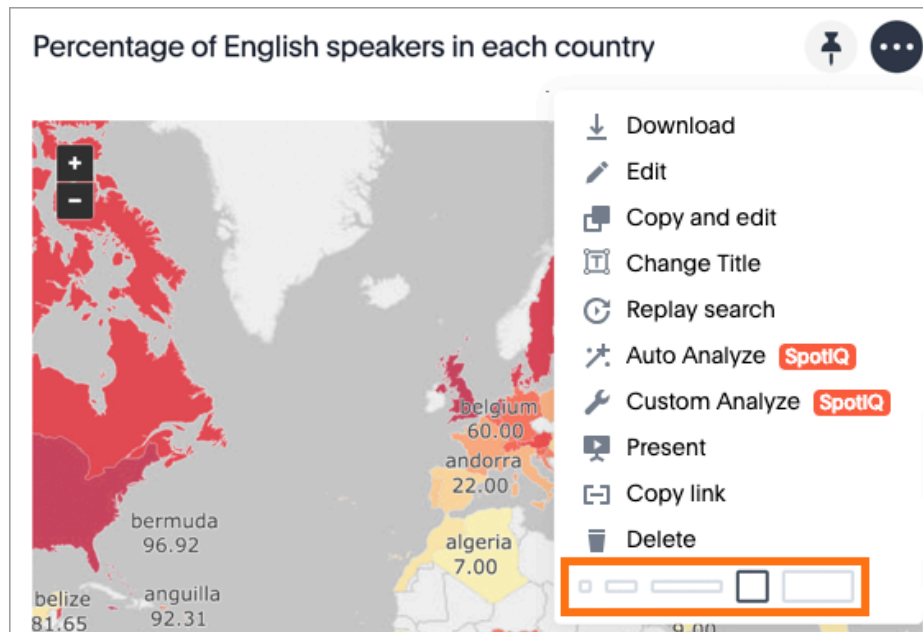 Percentage of English speakers in each country
Download
Edit
Copy and edit
Change Title
Replay search
Auto Analyze SpotIQ
Custom Analyze SpotIQ
Present
Copy link
Delete
+
−
belgium
60.00
andorra
22.00
bermuda
96.92
algeria
7.00
belize
81.65
anguilla
92.31
9.00